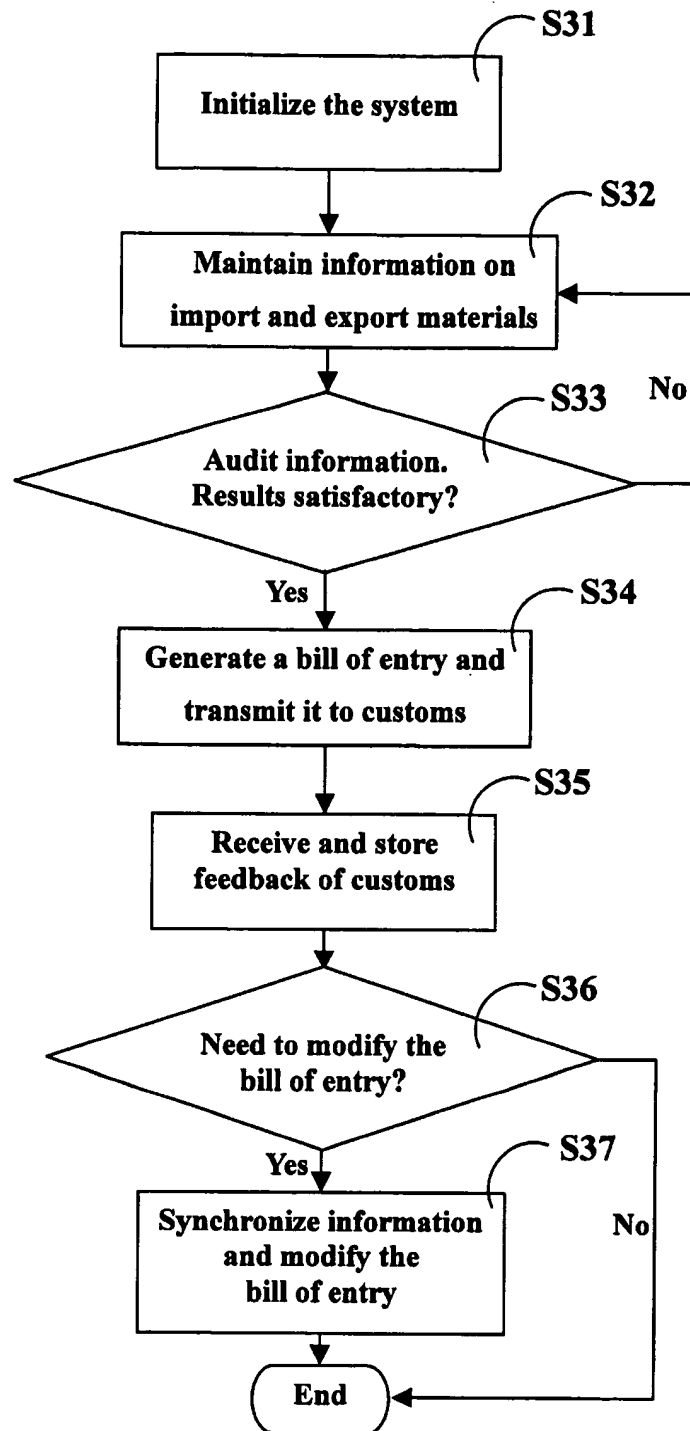 S31
Initialize the system
S32
Maintain information on
import and export materials
No
S33
Audit information.
Results satisfactory?
Yes
S34
Generate a bill of entry and
transmit it to customs
S35
Receive and store
feedback of customs
S36
Need to modify the
bill of entry?
Yes
S37
Synchronize information
and modify the
bill of entry
No
End